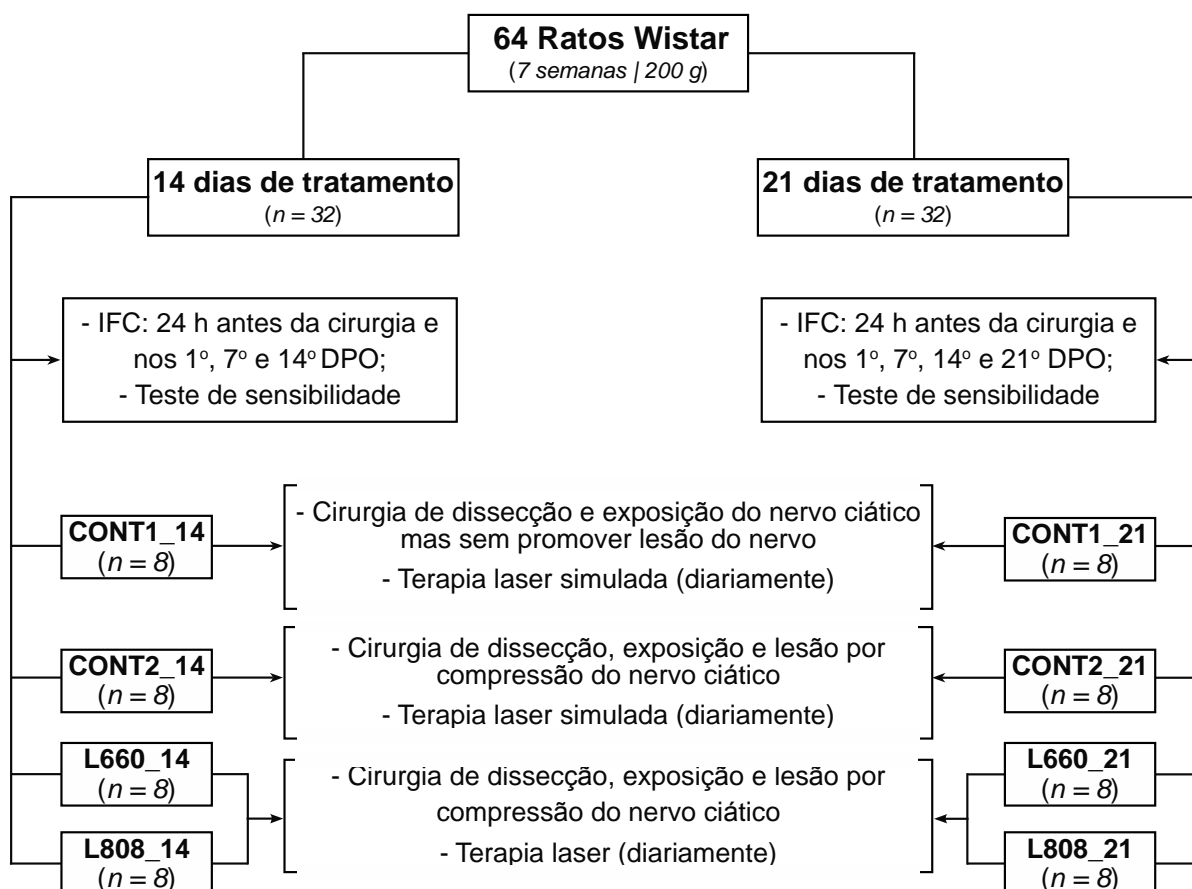 64 Ratos Wistar
(7 semanas | 200 g)
14 dias de tratamento
(n = 32)
21 dias de tratamento
(n = 32)
- IFC: 24 h antes da cirurgia e
nos 1º, 7º e 14º DPO;
- Teste de sensibilidade
- IFC: 24 h antes da cirurgia e
nos 1º, 7º, 14º e 21º DPO;
- Teste de sensibilidade
CONT1_14
(n = 8)
- Cirurgia de dissecção e exposição do nervo ciático
mas sem promover lesão do nervo
- Terapia laser simulada (diariamente)
CONT1_21
(n = 8)
CONT2_14
(n = 8)
- Cirurgia de dissecção, exposição e lesão por
compressão do nervo ciático
- Terapia laser simulada (diariamente)
CONT2_21
(n = 8)
L660_14
(n = 8)
L808_14
(n = 8)
- Cirurgia de dissecção, exposição e lesão por
compressão do nervo ciático
- Terapia laser (diariamente)
L660_21
(n = 8)
L808_21
(n = 8)